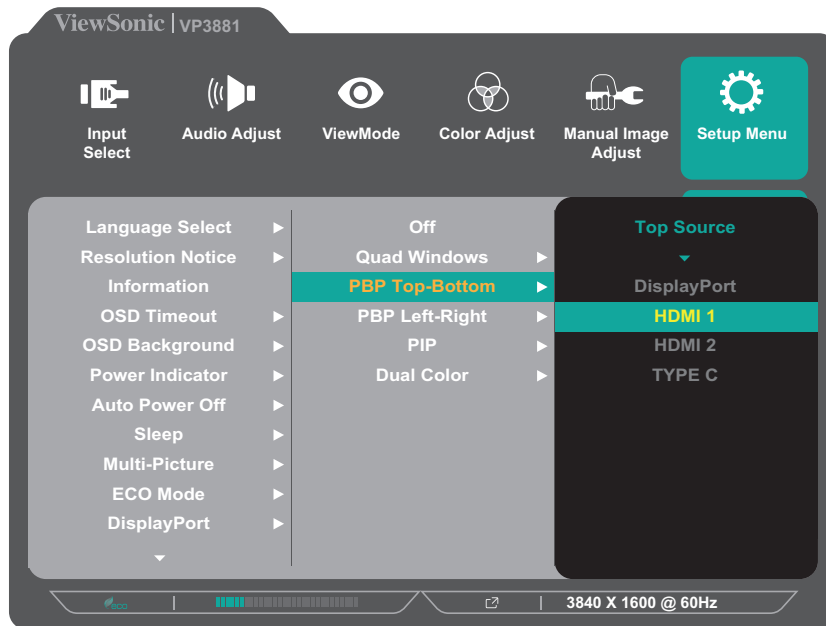 ViewSonic | VP3881
Input Select
Audio Adjust
ViewMode
Color Adjust
Manual Image Adjust
Setup Menu
Language Select
Resolution Notice
Information
OSD Timeout
OSD Background
Power Indicator
Auto Power Off
Sleep
Multi-Picture
ECO Mode
DisplayPort
Off
Quad Windows
PBP Top-Bottom
PBP Left-Right
PIP
Dual Color
Top Source
DisplayPort
HDMI 1
HDMI 2
TYPE C
eco
3840 X 1600 @ 60Hz